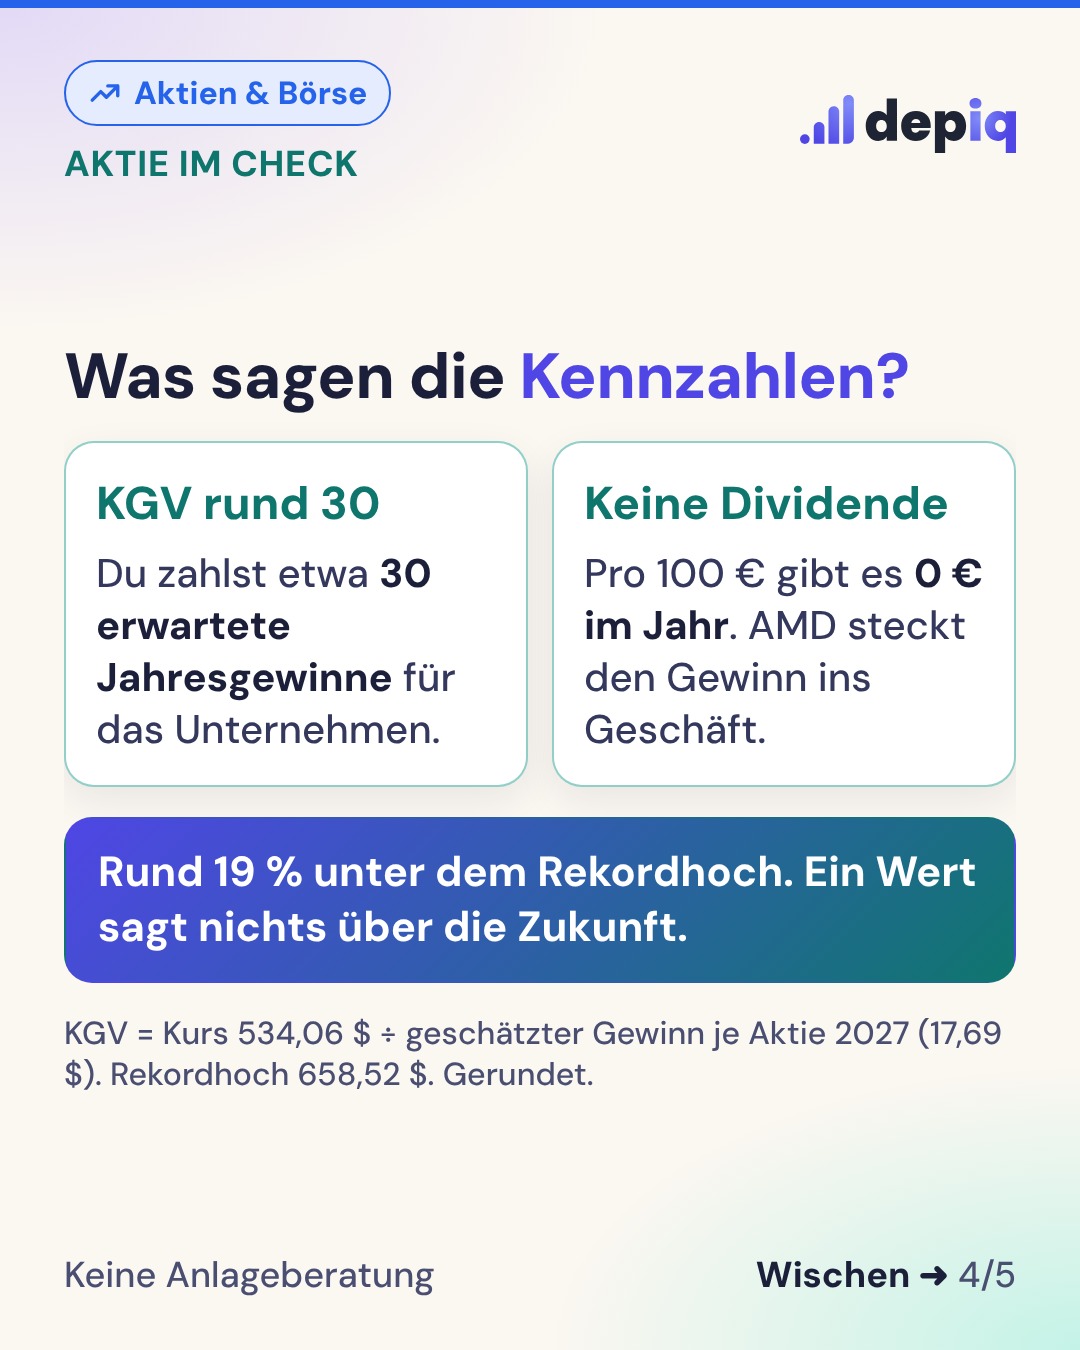 Aktien & Börse
AKTIE IM CHECK
depiq
Was sagen die Kennzahlen?
KGV rund 30
Du zahlst etwa 30
erwartete
Jahresgewinne für
das Unternehmen.
Keine Dividende
Pro 100 € gibt es 0 €
im Jahr. AMD steckt
den Gewinn ins
Geschäft.
Rund 19 % unter dem Rekordhoch. Ein Wert
sagt nichts über die Zukunft.
KGV = Kurs 534,06 $ ÷ geschätzter Gewinn je Aktie 2027 (17,69
$). Rekordhoch 658,52 $. Gerundet.
Keine Anlageberatung
Wischen ➜ 4/5